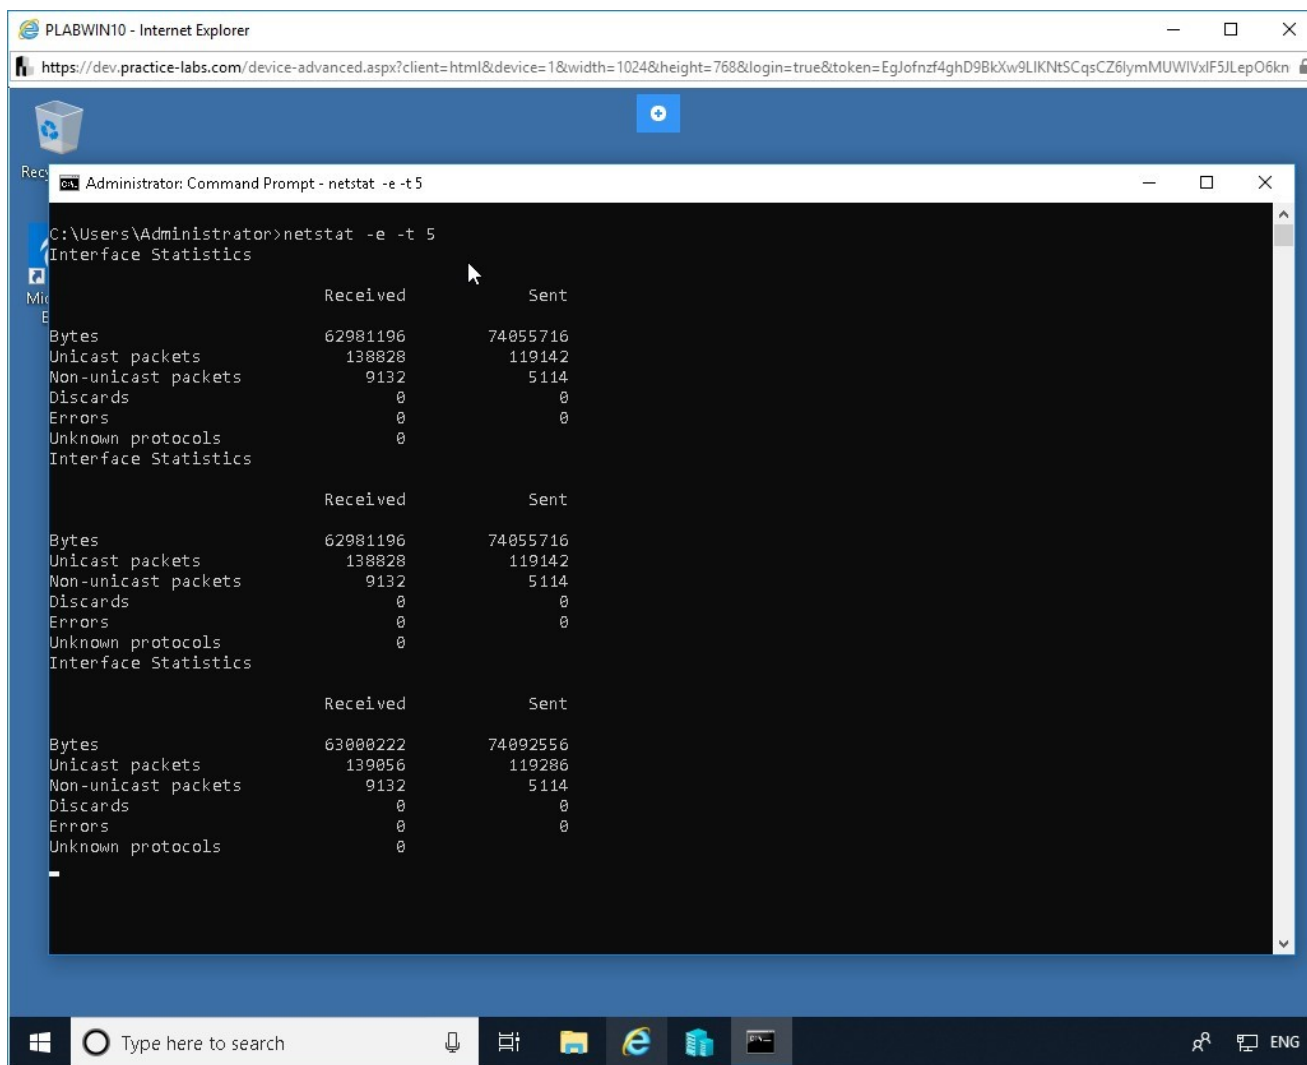 PLABWIN10 - Internet Explorer
https://dev.practice-labs.com/device-advanced.aspx?client=html&device=1&width=1024&height=768&login=true&token=
Administrator: Command Prompt - netstat -e -t 5
C:\Users\Administrator>netstat -e -t 5
Interface Statistics
Received Sent
Bytes 62981196 74055716
Unicast packets 138828 119142
Non-unicast packets 9132 5114
Discards 0 0
Errors 0 0
Unknown protocols 0
Interface Statistics
Received Sent
Bytes 62981196 74055716
Unicast packets 138828 119142
Non-unicast packets 9132 5114
Discards 0 0
Errors 0 0
Unknown protocols 0
Interface Statistics
Received Sent
Bytes 63000222 74092556
Unicast packets 139056 119286
Non-unicast packets 9132 5114
Discards 0 0
Errors 0 0
Unknown protocols 0
Type here to search
ENG